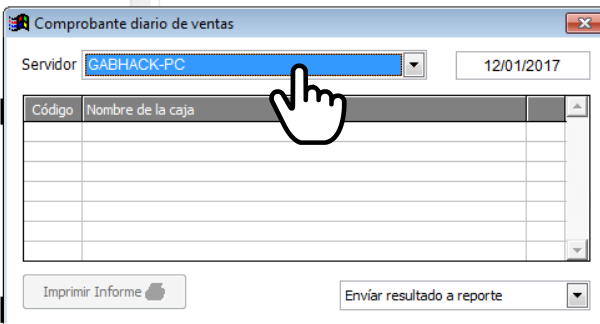 Comprobante diario de ventas
Servidor GABHACK-PC 12/01/2017
Código Nombre de la caja
Imprimir Informe Envíar resultado a reporte